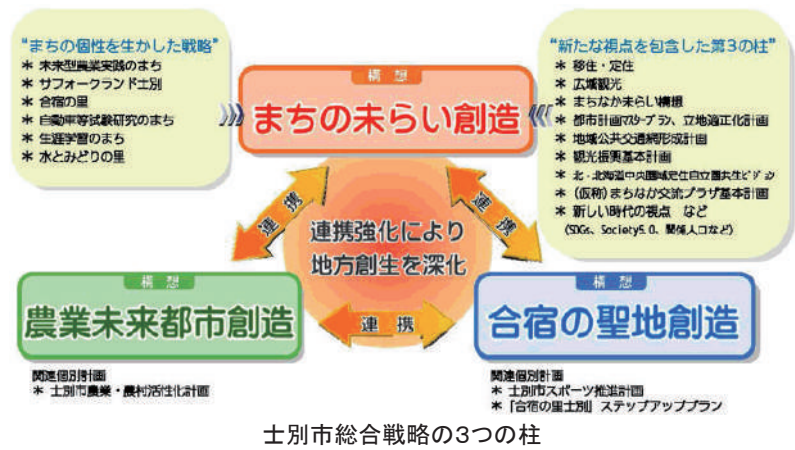 “まちの個性を生かした戦略”
* 未来型農業実践のまち
* サフォークランド士別
* 合宿の里
* 自動車等試験研究のまち
* 生涯学習のまち
* 水とみどりの里
構想
まちの未らい創造
“新たな視点を包含した第3の柱”
* 移住・定住
* 広域観光
* まちなか未らい構想
* 都市計画マスタープラン、立地適正化計画
* 地域公共交通網形成計画
* 観光振興基本計画
* 北・北海道中央圏域定住自立圏共生ビジョン
* (仮称)まちなか交流プラザ基本計画
* 新しい時代の視点 など
(SDGs、Society5.0、関係人口など)
連携
連携
連携強化により
地方創生を深化
連携
構想
農業未来都市創造
関連個別計画
* 士別市農業・農村活性化計画
構想
合宿の聖地創造
関連個別計画
* 士別市スポーツ推進計画
* 「合宿の里士別」ステップアッププラン
士別市総合戦略の3つの柱